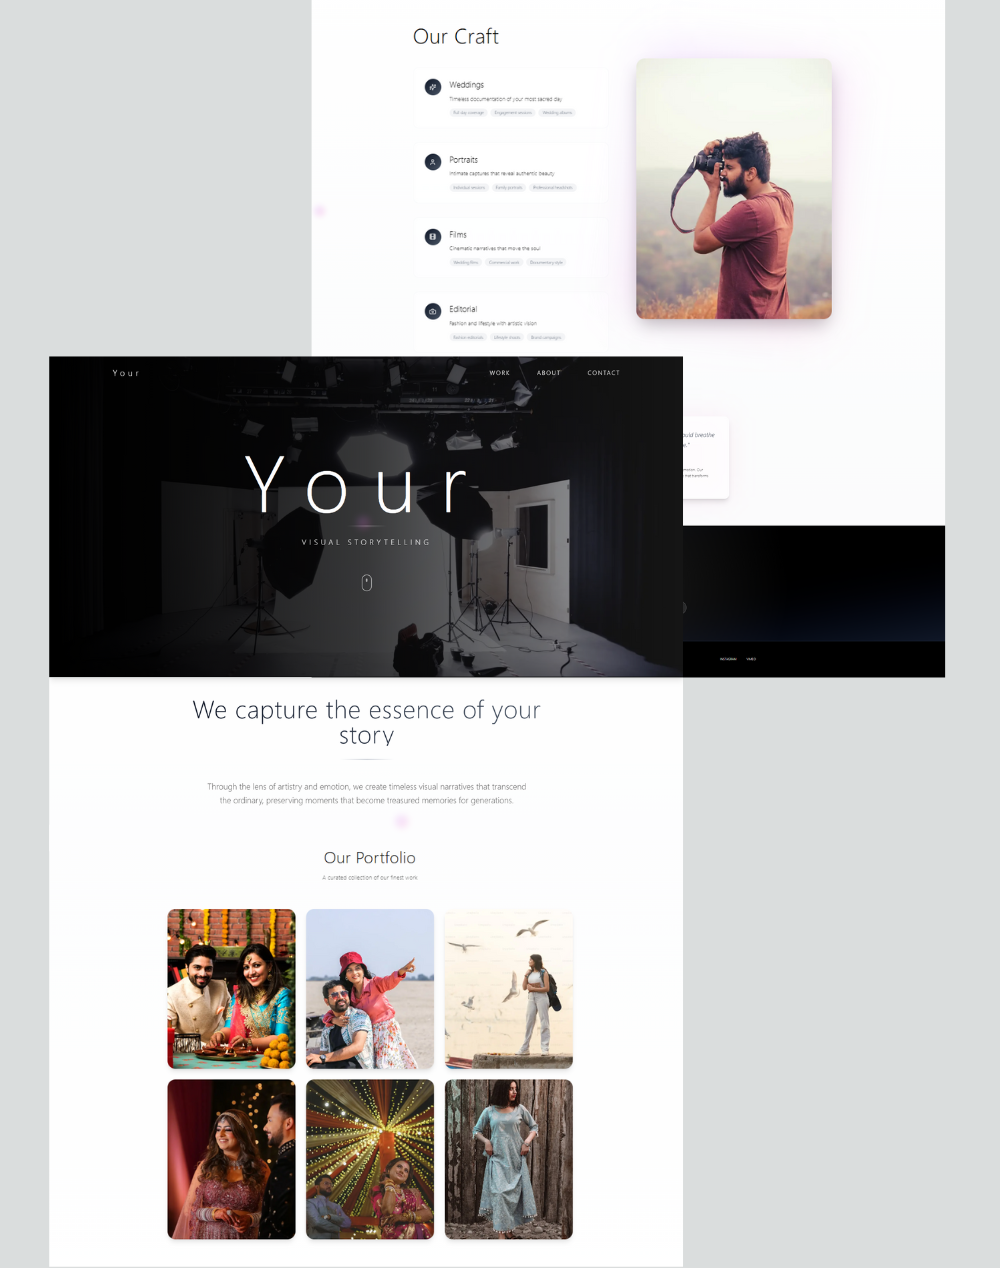 Our Craft
Weddings
Timeless documentation of your most sacred day
Full day coverage
Engagement sessions
Wedding albums
Portraits
Intimate captures that reveal authentic beauty
Individual sessions
Family portraits
Professional headshots
Films
Cinematic narratives that move the soul
Wedding films
Commercial work
Documentary style
Editorial
Fashion and lifestyle with artistic vision
Fashion editorials
Lifestyle shoots
Brand campaigns
Your
WORK
ABOUT
CONTACT
Your
VISUAL STORYTELLING
uld breathe
INSTAGRAM
VIMEO
We capture the essence of your
story
Through the lens of artistry and emotion, we create timeless visual narratives that transcend
the ordinary, preserving moments that become treasured memories for generations.
Our Portfolio
A curated collection of our finest work